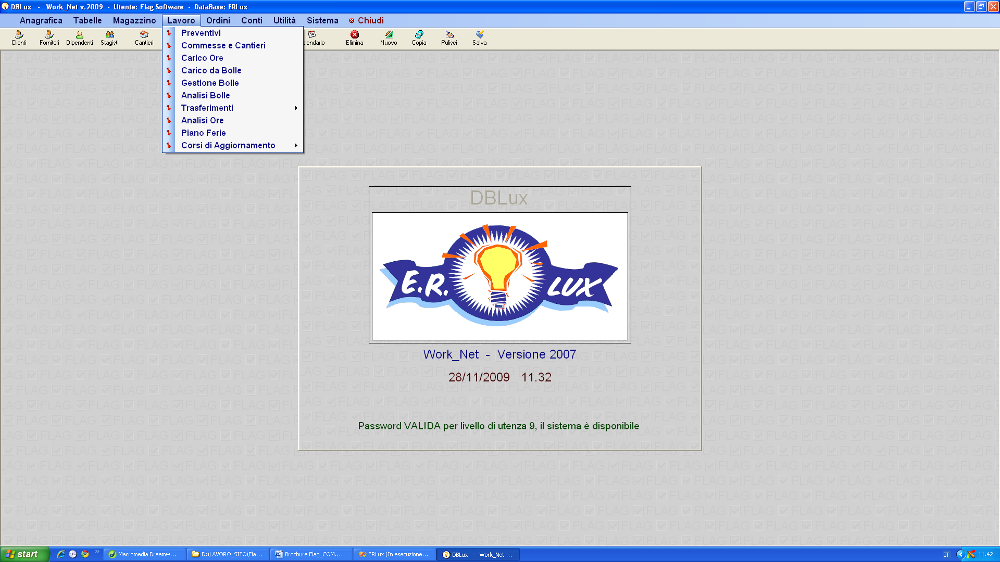 DBLux - Work_Net v.2009 - Utente: Flag Software - DataBase: ERLux
Anagrafica Tabelle Magazzino Lavoro Ordini Conti Utilità Sistema Chiudi
Clienti Fornitori Dipendenti Stagisti Cantieri alendario Elimina Nuovo Copia Pulisci Salva
Preventivi
Commesse e Cantieri
Carico Ore
Carico da Bolle
Gestione Bolle
Analisi Bolle
Trasferimenti
Analisi Ore
Piano Ferie
Corsi di Aggiornamento
DBLux
E.R. LUX
Work_Net - Versione 2007
28/11/2009 11.32
Password VALIDA per livello di utenza 9, il sistema è disponibile
FLAG
start
Macromedia Dreamw...
D:\LAVORO_SITO\Fla...
Brochure Flag_COM....
ERLux (In esecuzione...
DBLux - Work_Net ...
IT
11.42